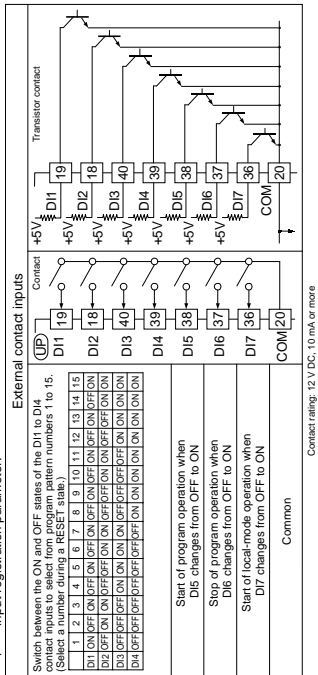 External contact inputs
Switch between the ON and OFF states of the DI1 to DI4
contact inputs to select from program pattern numbers 1 to 15.
(Select a number during a RESET state.)
1 2 3 4 5 6 7 8 9 10 11 12 13 14 15
DI1 ON OFF ON OFF ON OFF ON OFF ON OFF ON OFF ON OFF ON
DI2 OFF ON ON OFF OFF ON ON OFF OFF ON ON OFF OFF ON ON
DI3 OFF OFF OFF ON ON ON ON OFF OFF OFF OFF ON ON ON ON
DI4 OFF OFF OFF OFF OFF OFF OFF ON ON ON ON ON ON ON ON
Start of program operation when
DI5 changes from OFF to ON
Stop of program operation when
DI6 changes from OFF to ON
Start of local-mode operation when
DI7 changes from OFF to ON
Common
UP
Contact
DI1 19
DI2 18
DI3 40
DI4 39
DI5 38
DI6 37
DI7 36
COM 20
Transistor contact
+5V DI1 19
+5V DI2 18
+5V DI3 40
+5V DI4 39
+5V DI5 38
+5V DI6 37
+5V DI7 36
COM 20
Contact rating: 12 V DC, 10 mA or more